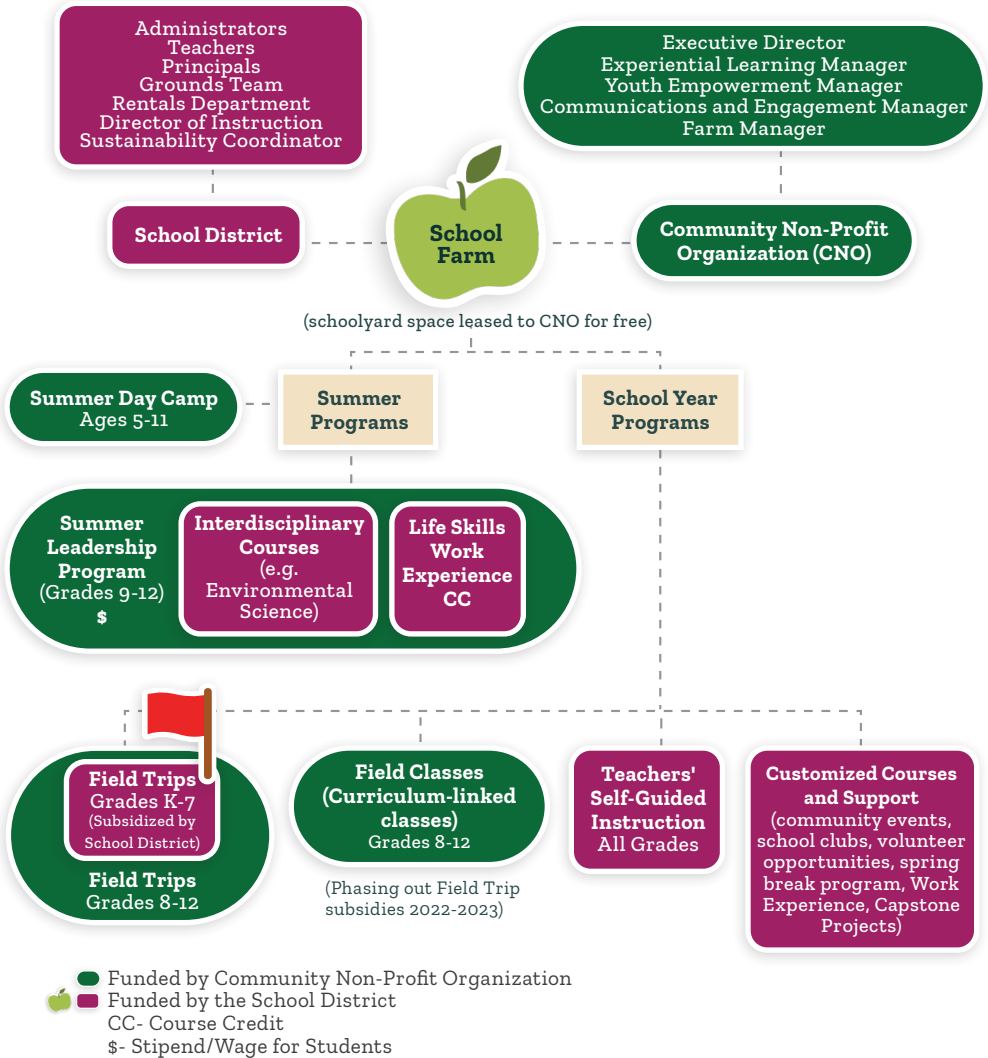 Administrators
Teachers
Principals
Grounds Team
Rentals Department
Director of Instruction
Sustainability Coordinator
Executive Director
Experiential Learning Manager
Youth Empowerment Manager
Communications and Engagement Manager
Farm Manager
School District
School
Farm
Community Non-Profit
Organization (CNO)
(schoolyard space leased to CNO for free)
Summer Day Camp
Ages 5-11
Summer
Programs
School Year
Programs
Summer
Leadership
Program
(Grades 9-12)
$
Interdisciplinary
Courses
(e.g.
Environmental
Science)
Life Skills
Work
Experience
CC
Field Trips
Grades K-7
(Subsidized by
School District)
Field Trips
Grades 8-12
Field Classes
(Curriculum-linked
classes)
Grades 8-12
(Phasing out Field Trip
subsidies 2022-2023)
Teachers'
Self-Guided
Instruction
All Grades
Customized Courses
and Support
(community events,
school clubs, volunteer
opportunities, spring
break program, Work
Experience, Capstone
Projects)
Funded by Community Non-Profit Organization
Funded by the School District
CC- Course Credit
$- Stipend/Wage for Students